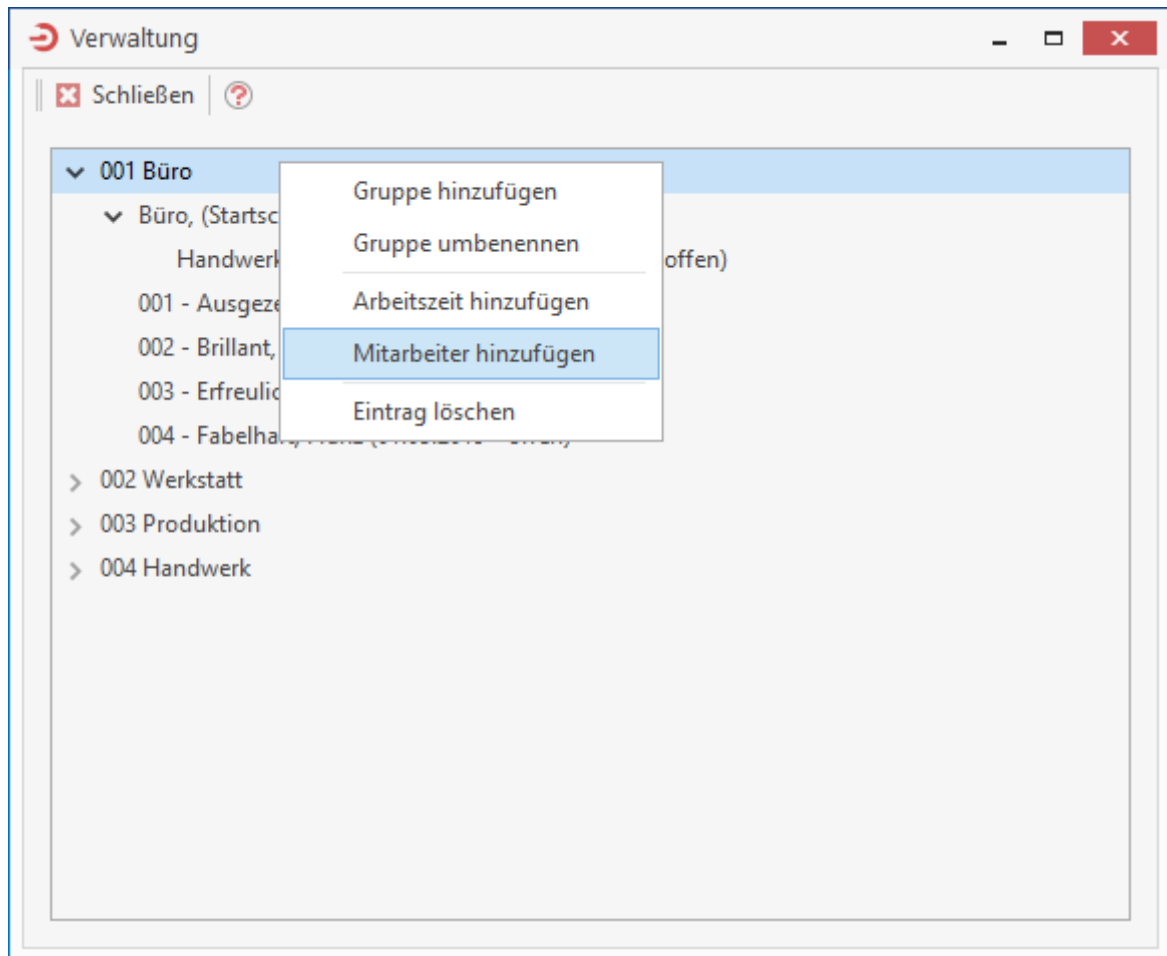 Verwaltung
Schließen
001 Büro
Gruppe hinzufügen
Büro, (Startsc
Gruppe umbenennen
Handwerk
offen)
001 - Ausgeze
Arbeitszeit hinzufügen
002 - Brillant,
Mitarbeiter hinzufügen
003 - Erfreulic
Eintrag löschen
004 - Fabelha
002 Werkstatt
003 Produktion
004 Handwerk